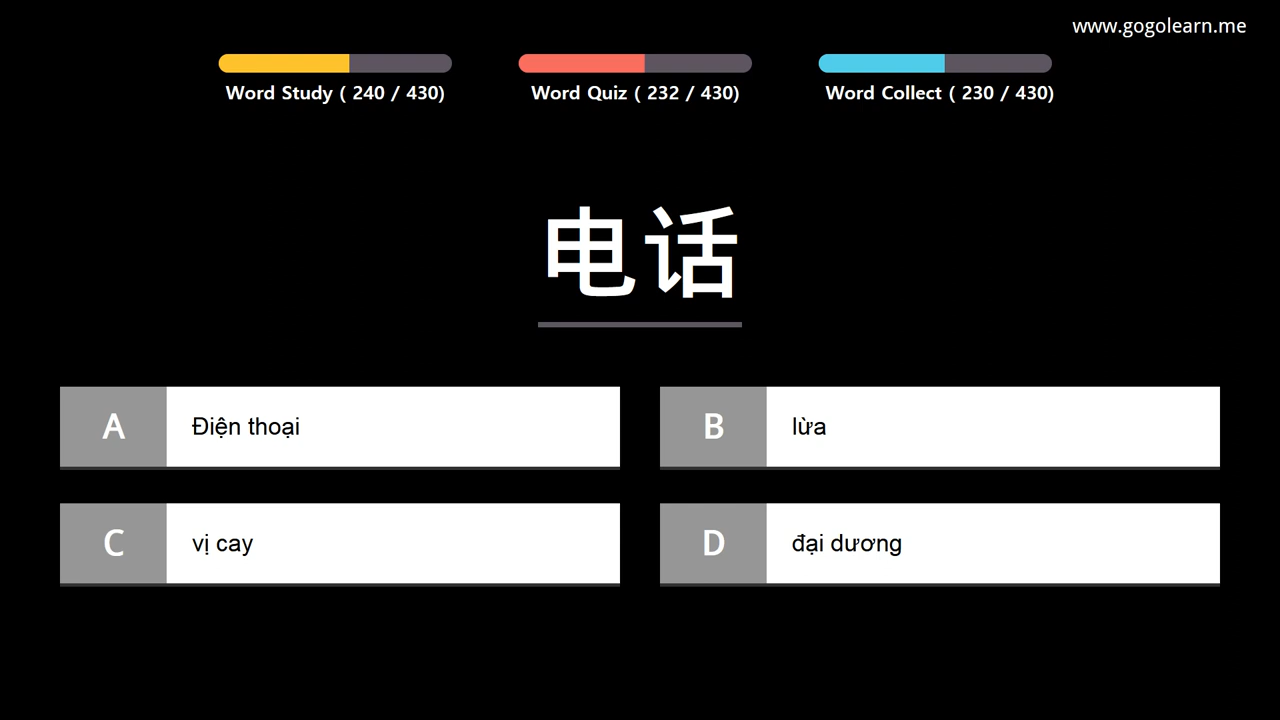 www.gogolearn.me
Word Study ( 240 / 430)
Word Quiz ( 232 / 430)
Word Collect ( 230 / 430)
电话
A Điện thoại
B lừa
C vị cay
D đại dương